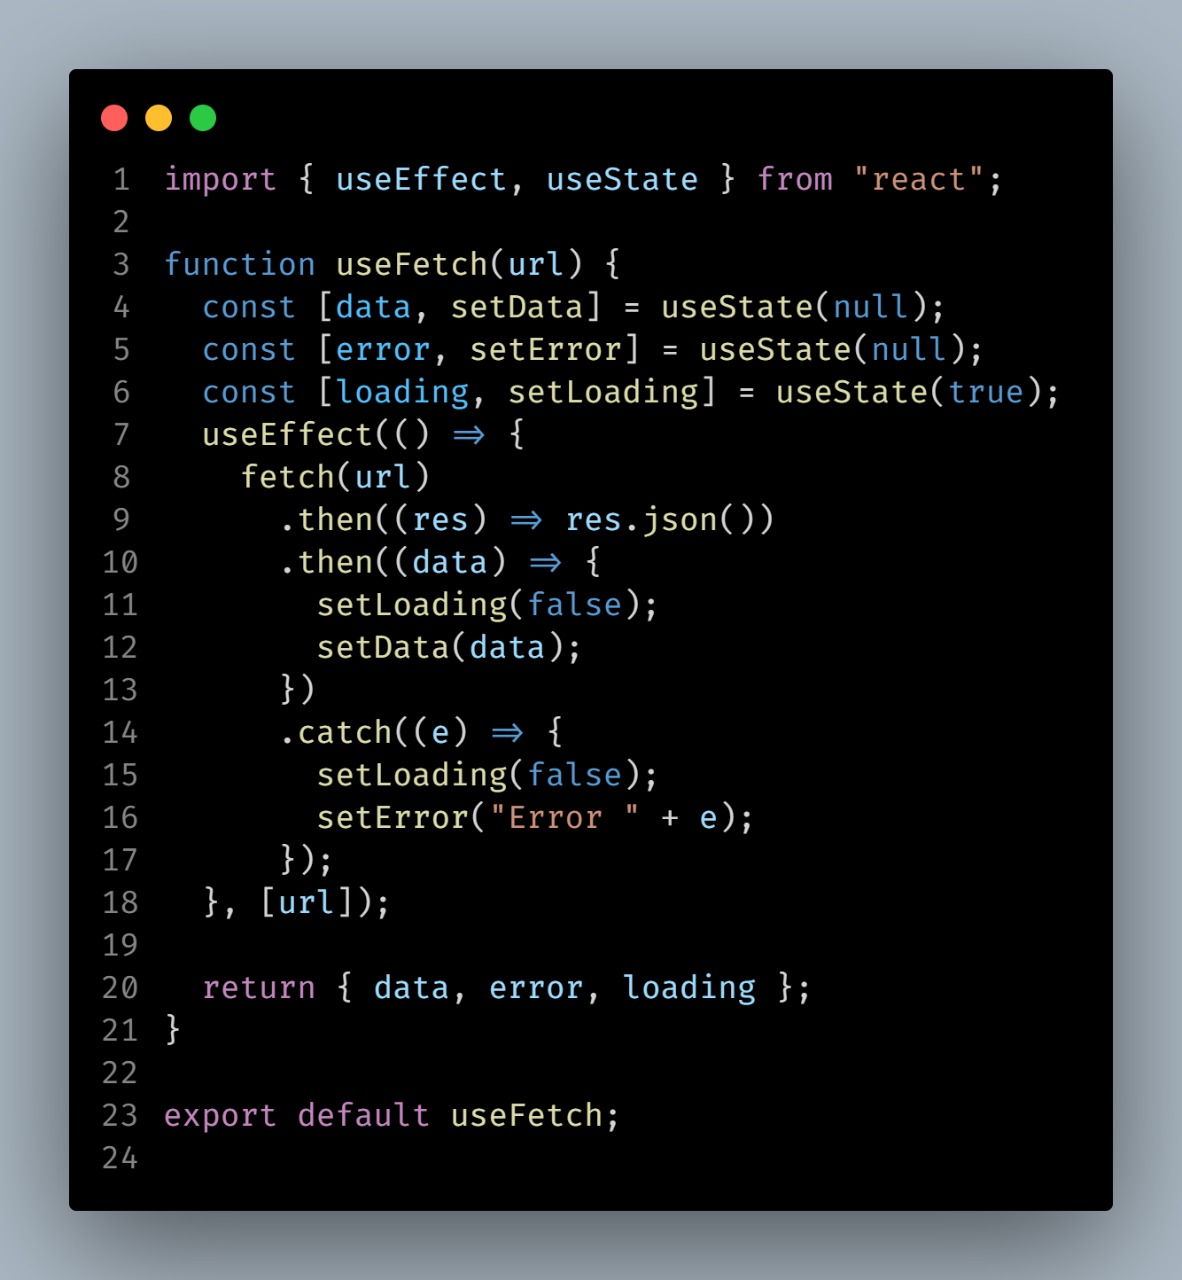 1 import { useEffect, useState } from "react";
2
3 function useFetch(url) {
4   const [data, setData] = useState(null);
5   const [error, setError] = useState(null);
6   const [loading, setLoading] = useState(true);
7   useEffect(() => {
8     fetch(url)
9       .then((res) => res.json())
10       .then((data) => {
11         setLoading(false);
12         setData(data);
13       })
14       .catch((e) => {
15         setLoading(false);
16         setError("Error " + e);
17       });
18   }, [url]);
19
20   return { data, error, loading };
21 }
22
23 export default useFetch;
24